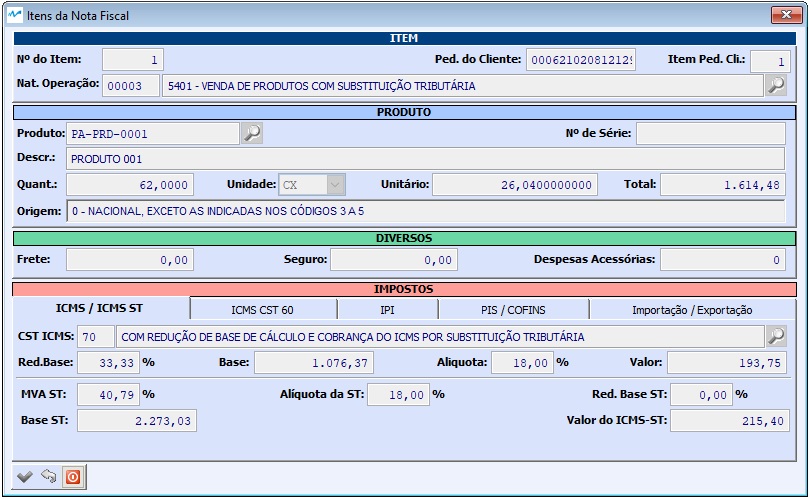 Itens da Nota Fiscal
ITEM
Nº do Item: 1 Ped. do Cliente: 000621020812129 Item Ped. Cli.: 1
Nat. Operação: 00003 5401 - VENDA DE PRODUTOS COM SUBSTITUIÇÃO TRIBUTÁRIA
PRODUTO
Produto: PA-PRD-0001 Nº de Série:
Descr.: PRODUTO 001
Quant.: 62,0000 Unidade: CX Unitário: 26,0400000000 Total: 1.614,48
Origem: 0 - NACIONAL, EXCETO AS INDICADAS NOS CÓDIGOS 3 A 5
DIVERSOS
Frete: 0,00 Seguro: 0,00 Despesas Acessórias: 0
IMPOSTOS
ICMS / ICMS ST ICMS CST 60 IPI PIS / COFINS Importação / Exportação
CST ICMS: 70 COM REDUÇÃO DE BASE DE CÁLCULO E COBRANÇA DO ICMS POR SUBSTITUIÇÃO TRIBUTÁRIA
Red.Base: 33,33 % Base: 1.076,37 Aliquota: 18,00 % Valor: 193,75
MVA ST: 40,79 % Alíquota da ST: 18,00 % Red. Base ST: 0,00 %
Base ST: 2.273,03 Valor do ICMS-ST: 215,40